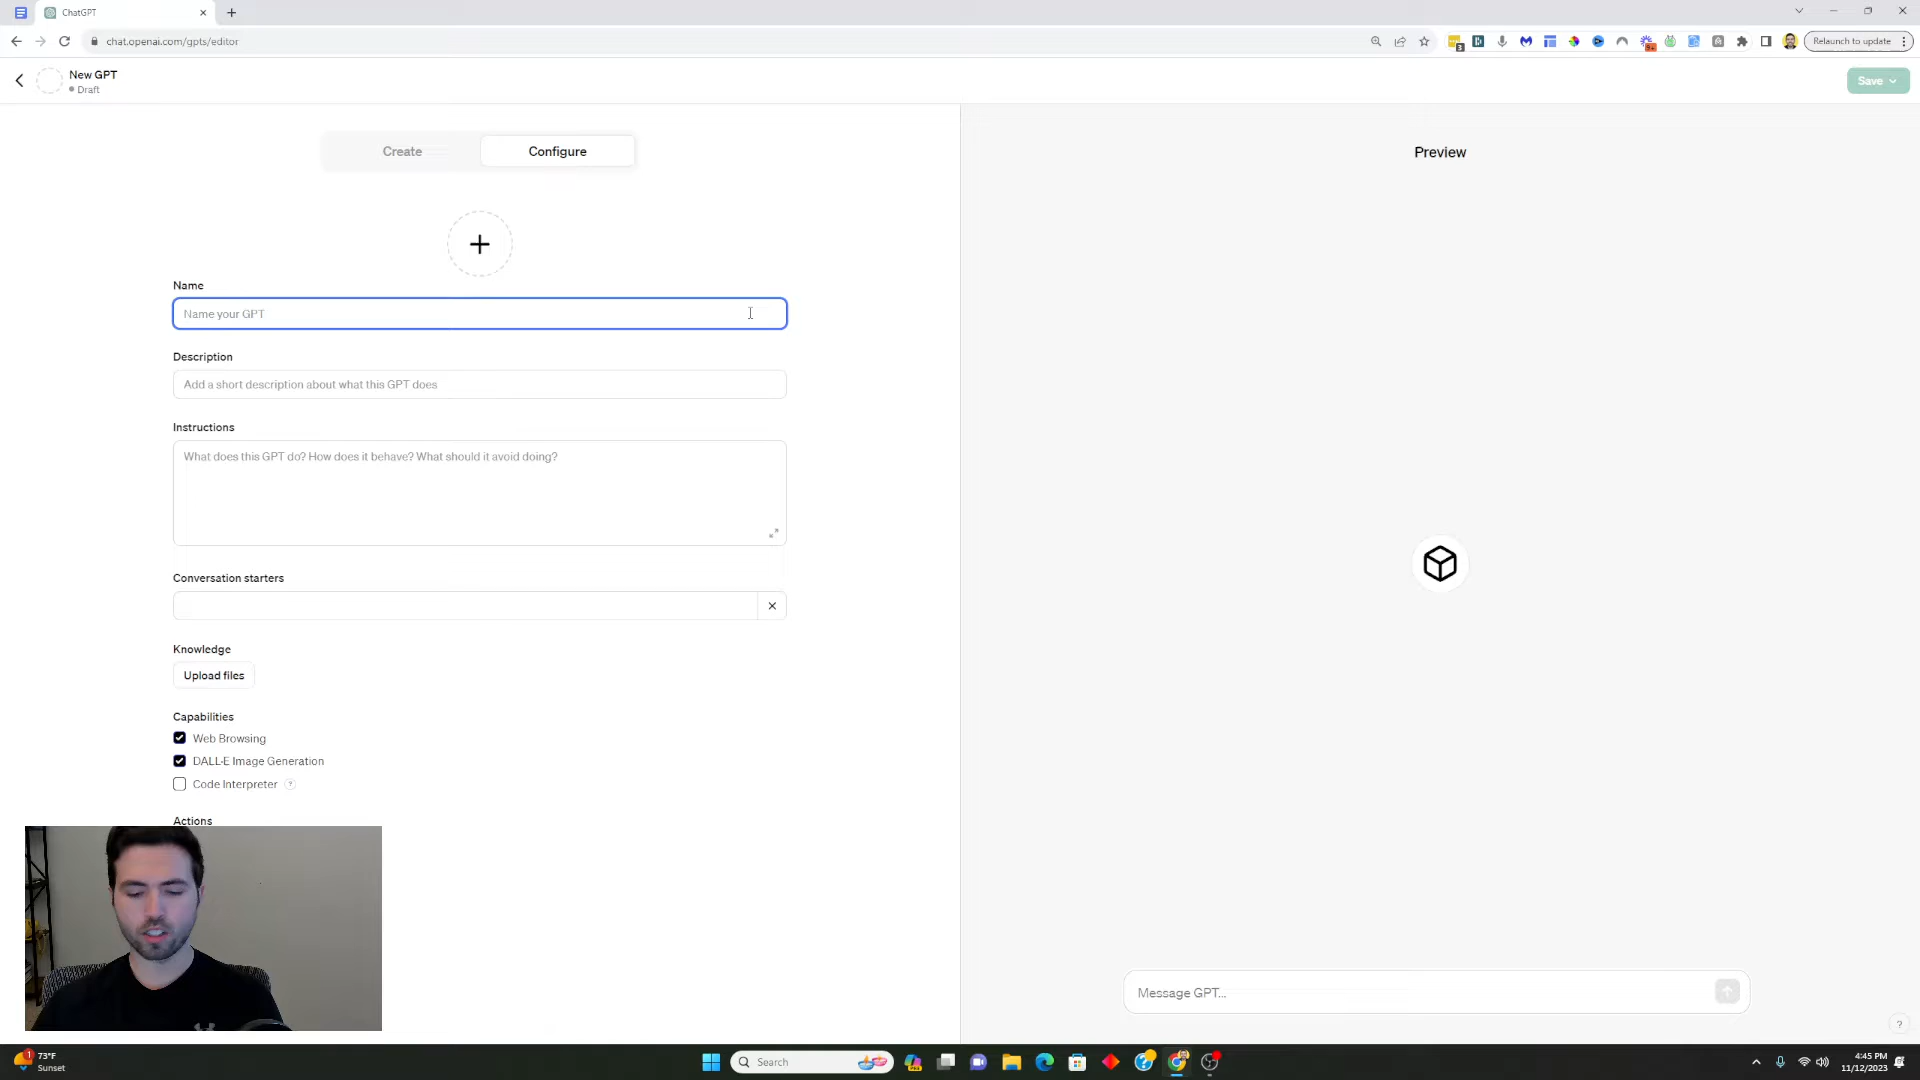 ChatGPT
chat.openai.com/gpts/editor
Relaunch to update
New GPT
Draft
Save
Create
Configure
Preview
Name
Name your GPT
Description
Add a short description about what this GPT does
Instructions
What does this GPT do? How does it behave? What should it avoid doing?
Conversation starters
Knowledge
Upload files
Capabilities
Web Browsing
DALL·E Image Generation
Code Interpreter ?
Actions
Message GPT...
?
1
73°F
Sunset
Search
4:45 PM
11/12/2023